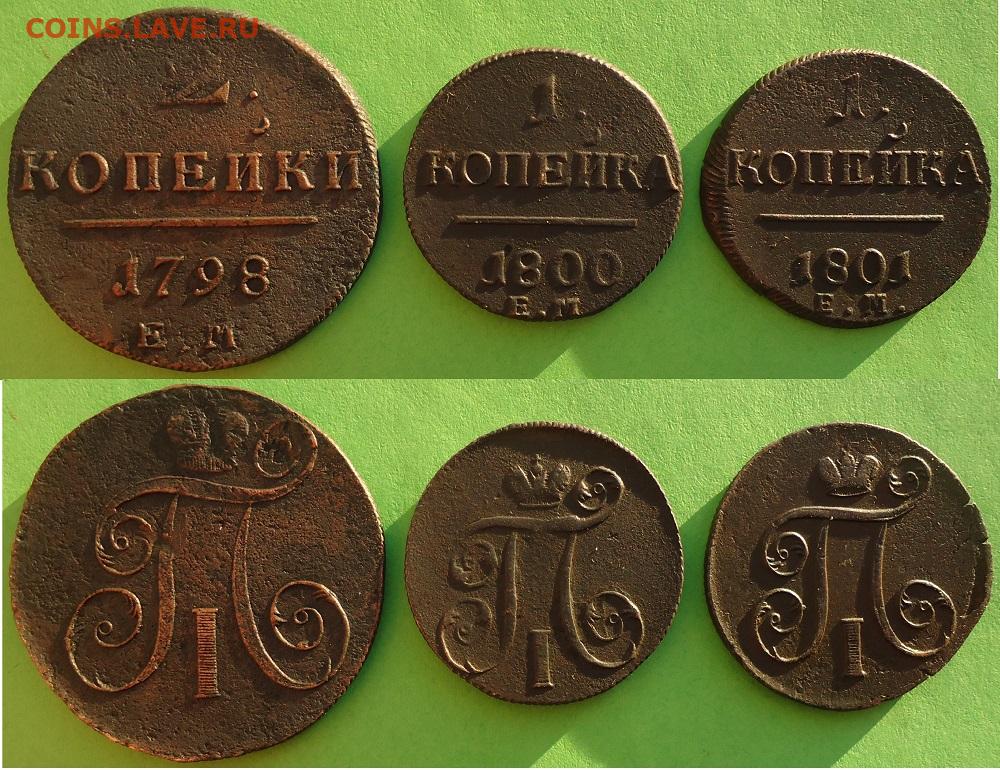 COINS.LAVE.RU
2.
КОПЕЙКИ
1798
Е.М
1.
КОПЕЙКА
1800
Е.М
1.
КОПЕЙКА
1801
Е.М.
П
I
П
I
П
I